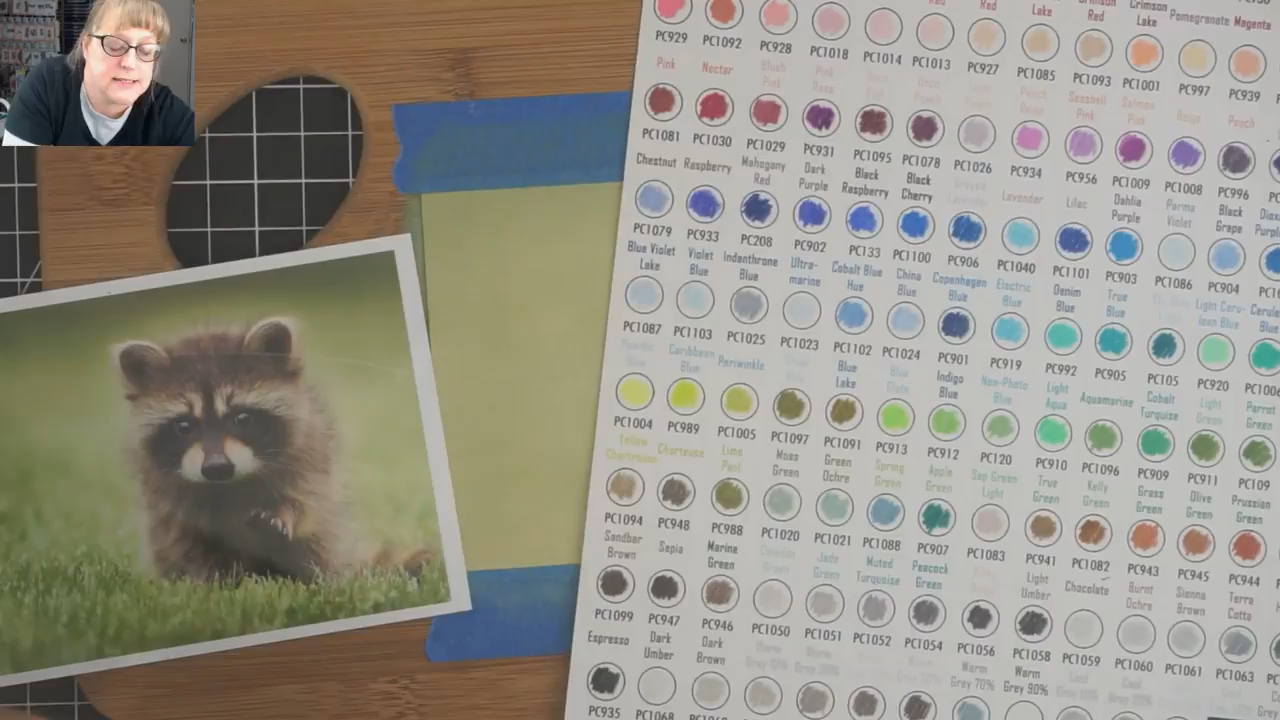 Red Red Lake Crimson Red Crimson Lake Pomegranate Magenta
PC929 PC1092 PC928 PC1018 PC1014 PC1013 PC927 PC1085 PC1093 PC1001 PC997 PC939
Pink Nectar Blush Pink Pink Rose Peach Beige Seashell Pink Salmon Pink Beige Peach
PC1081 PC1030 PC1029 PC931 PC1095 PC1078 PC1026 PC934 PC956 PC1009 PC1008 PC996
Chestnut Raspberry Mahogany Red Dark Purple Black Raspberry Black Cherry Greyed Lavender Lavender Lilac Dahlia Purple Parma Violet Black Grape
PC1079 PC933 PC208 PC902 PC133 PC1100 PC906 PC1040 PC1101 PC903 PC1086 PC904
Blue Violet Lake Violet Blue Indanthrone Blue Ultra- marine Cobalt Blue Hue China Blue Copenhagen Blue Electric Blue Denim Blue True Blue Light Ceru- lean Blue
PC1087 PC1103 PC1025 PC1023 PC1102 PC1024 PC901 PC919 PC992 PC905 PC105 PC920
Powder Blue Caribbean Blue Periwinkle Blue Lake Blue Slate Indigo Blue Non-Photo Blue Light Aqua Aquamarine Cobalt Turquoise Light Green Parrot Green
PC1004 PC989 PC1005 PC1097 PC1091 PC913 PC912 PC120 PC910 PC1096 PC909 PC911 PC109
Yellow Chartreuse Chartreuse Lime Peel Moss Green Green Ochre Spring Green Apple Green Sap Green Light True Green Kelly Green Grass Green Olive Green Prussian Green
PC1094 PC948 PC988 PC1020 PC1021 PC1088 PC907 PC1083 PC941 PC1082 PC943 PC945 PC944
Sandbar Brown Sepia Marine Green Celadon Green Jade Green Muted Turquoise Peacock Green Light Umber Chocolate Burnt Ochre Sienna Brown Terra Cotta
PC1099 PC947 PC946 PC1050 PC1051 PC1052 PC1054 PC1056 PC1058 PC1059 PC1060 PC1061 PC1063
Espresso Dark Umber Dark Brown Warm Grey 70% Warm Grey 90%
PC935 PC1068